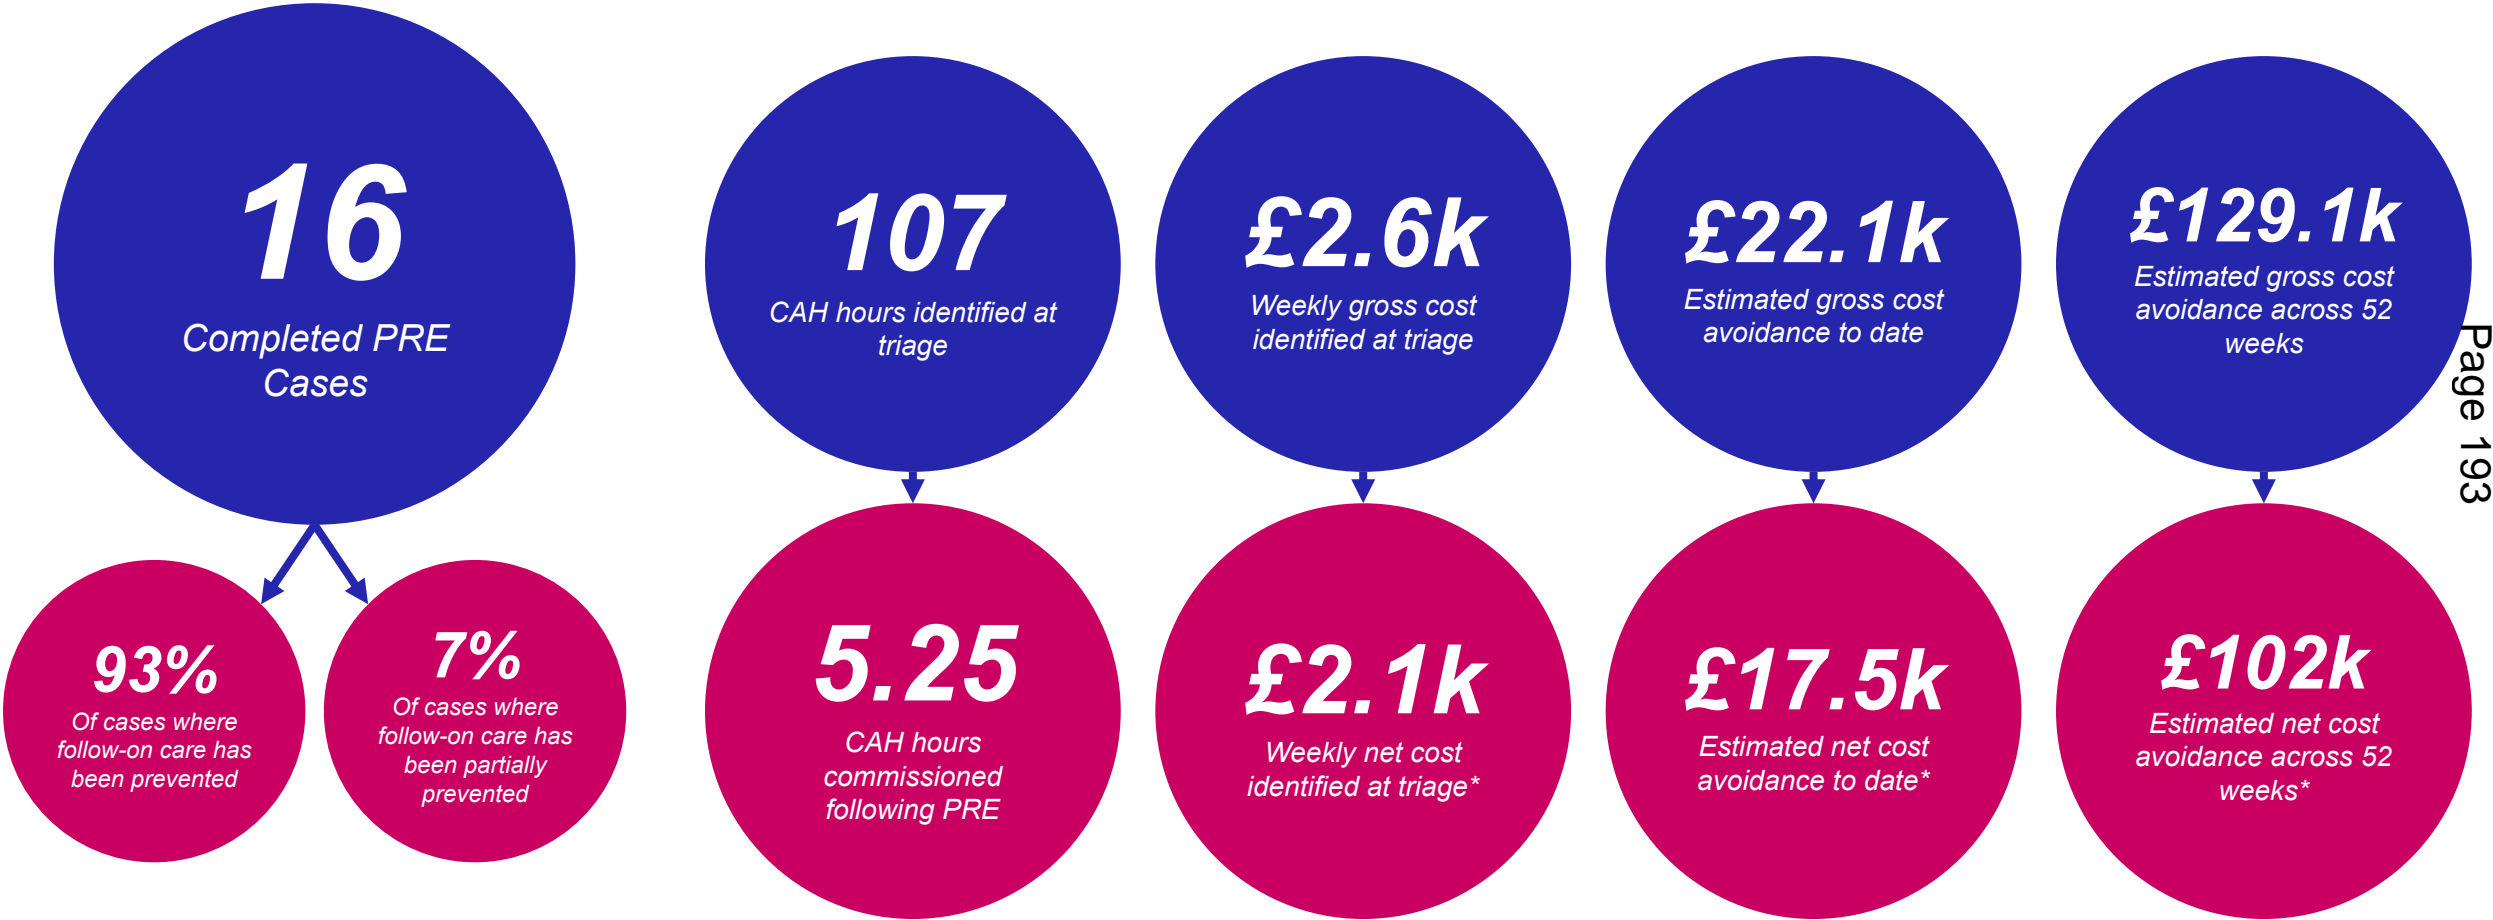 16
Completed PRE
Cases
93%
Of cases where
follow-on care has
been prevented
7%
Of cases where
follow-on care has
been partially
prevented
107
CAH hours identified at
triage
5.25
CAH hours
commissioned
following PRE
£2.6k
Weekly gross cost
identified at triage
£2.1k
Weekly net cost
identified at triage*
£22.1k
Estimated gross cost
avoidance to date
£17.5k
Estimated net cost
avoidance to date*
£129.1k
Estimated gross cost
avoidance across 52
weeks
£102k
Estimated net cost
avoidance across 52
weeks*
Page 193